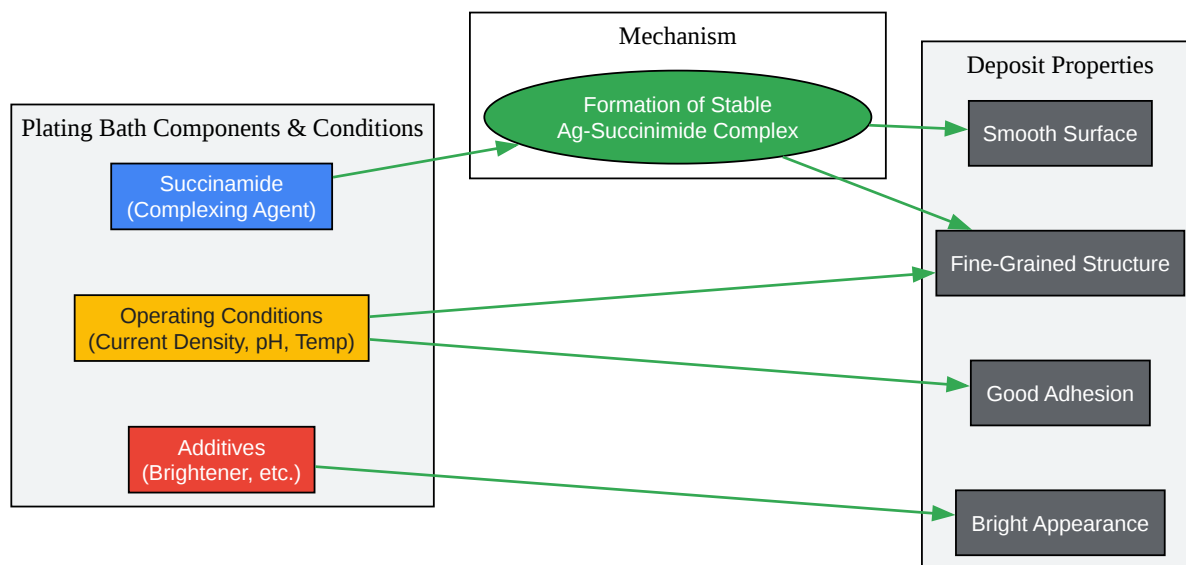 Plating Bath Components & Conditions
Succinamide
(Complexing Agent)
Operating Conditions
(Current Density, pH, Temp)
Additives
(Brightener, etc.)
Mechanism
Formation of Stable
Ag-Succinimide Complex
Deposit Properties
Smooth Surface
Fine-Grained Structure
Good Adhesion
Bright Appearance